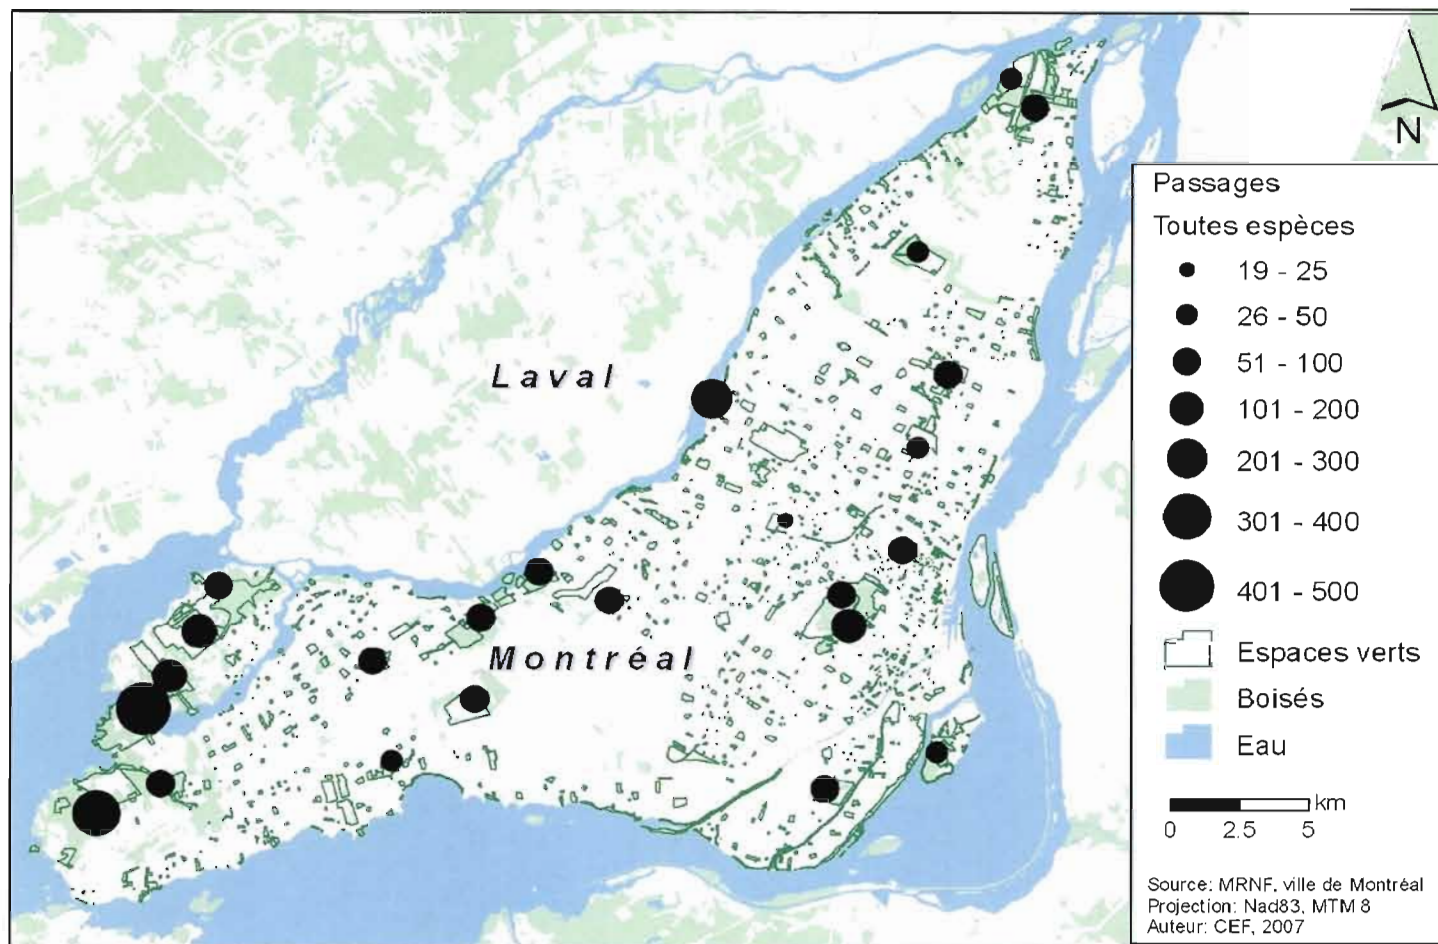 N
Passages
Toutes espèces
19 - 25
26 - 50
51 - 100
101 - 200
201 - 300
301 - 400
401 - 500
Espaces verts
Boisés
Eau
km
0 2.5 5
Source: MRNF, ville de Montréal
Projection: Nad83, MTM 8
Auteur: CEF, 2007
Laval
Montréal